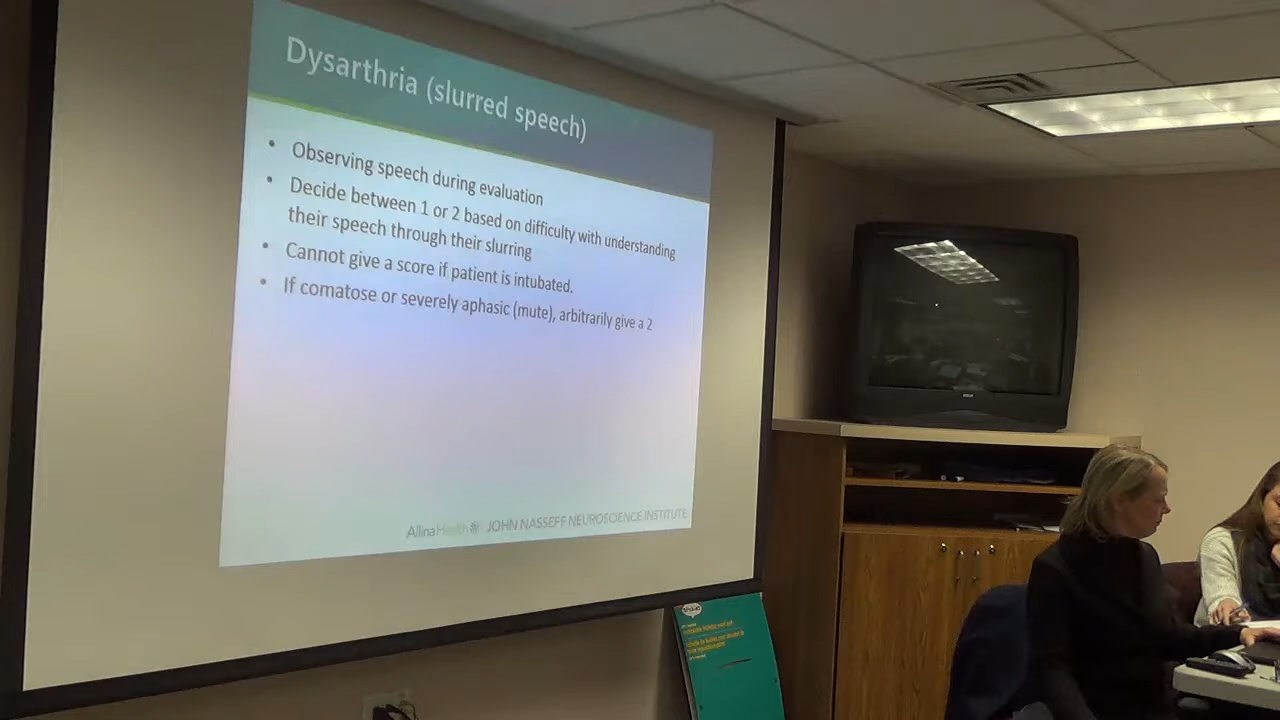 Dysarthria (slurred speech)
• Observing speech during evaluation
• Decide between 1 or 2 based on difficulty with understanding
their speech through their slurring
• Cannot give a score if patient is intubated.
• If comatose or severely aphasic (mute), arbitrarily give a 2
AllinaHealth JOHN NASSEFF NEUROSCIENCE INSTITUTE